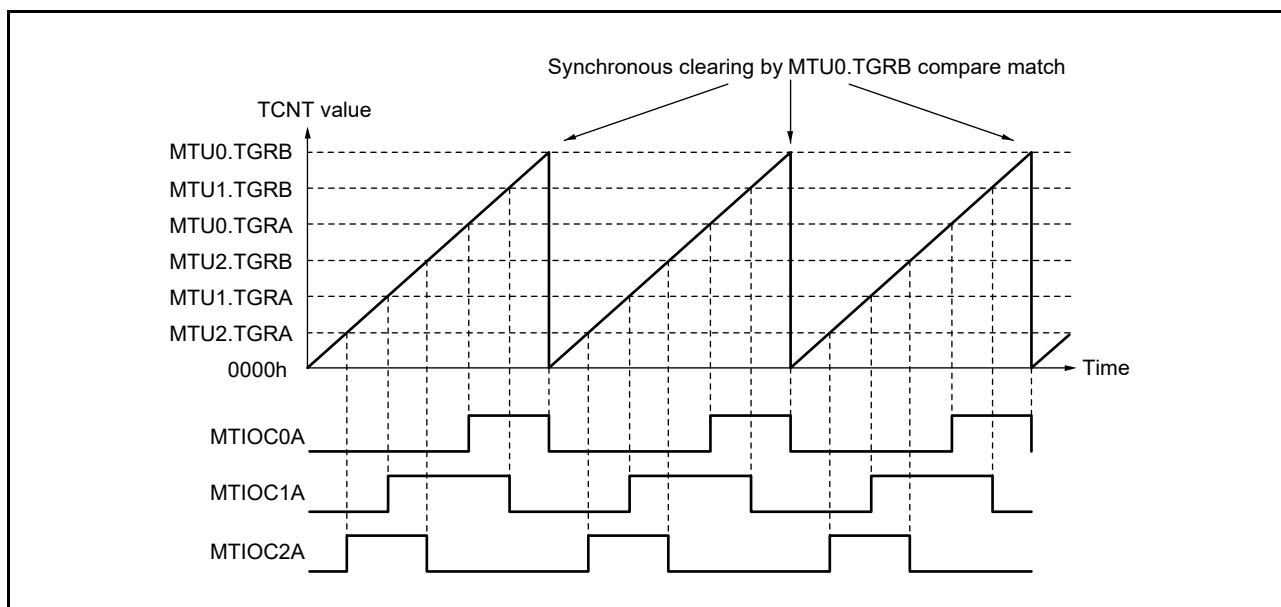 Synchronous clearing by MTU0.TGRB compare match
TCNT value
MTU0.TGRB
MTU1.TGRB
MTU0.TGRA
MTU2.TGRB
MTU1.TGRA
MTU2.TGRA
0000h
Time
MTIOC0A
MTIOC1A
MTIOC2A